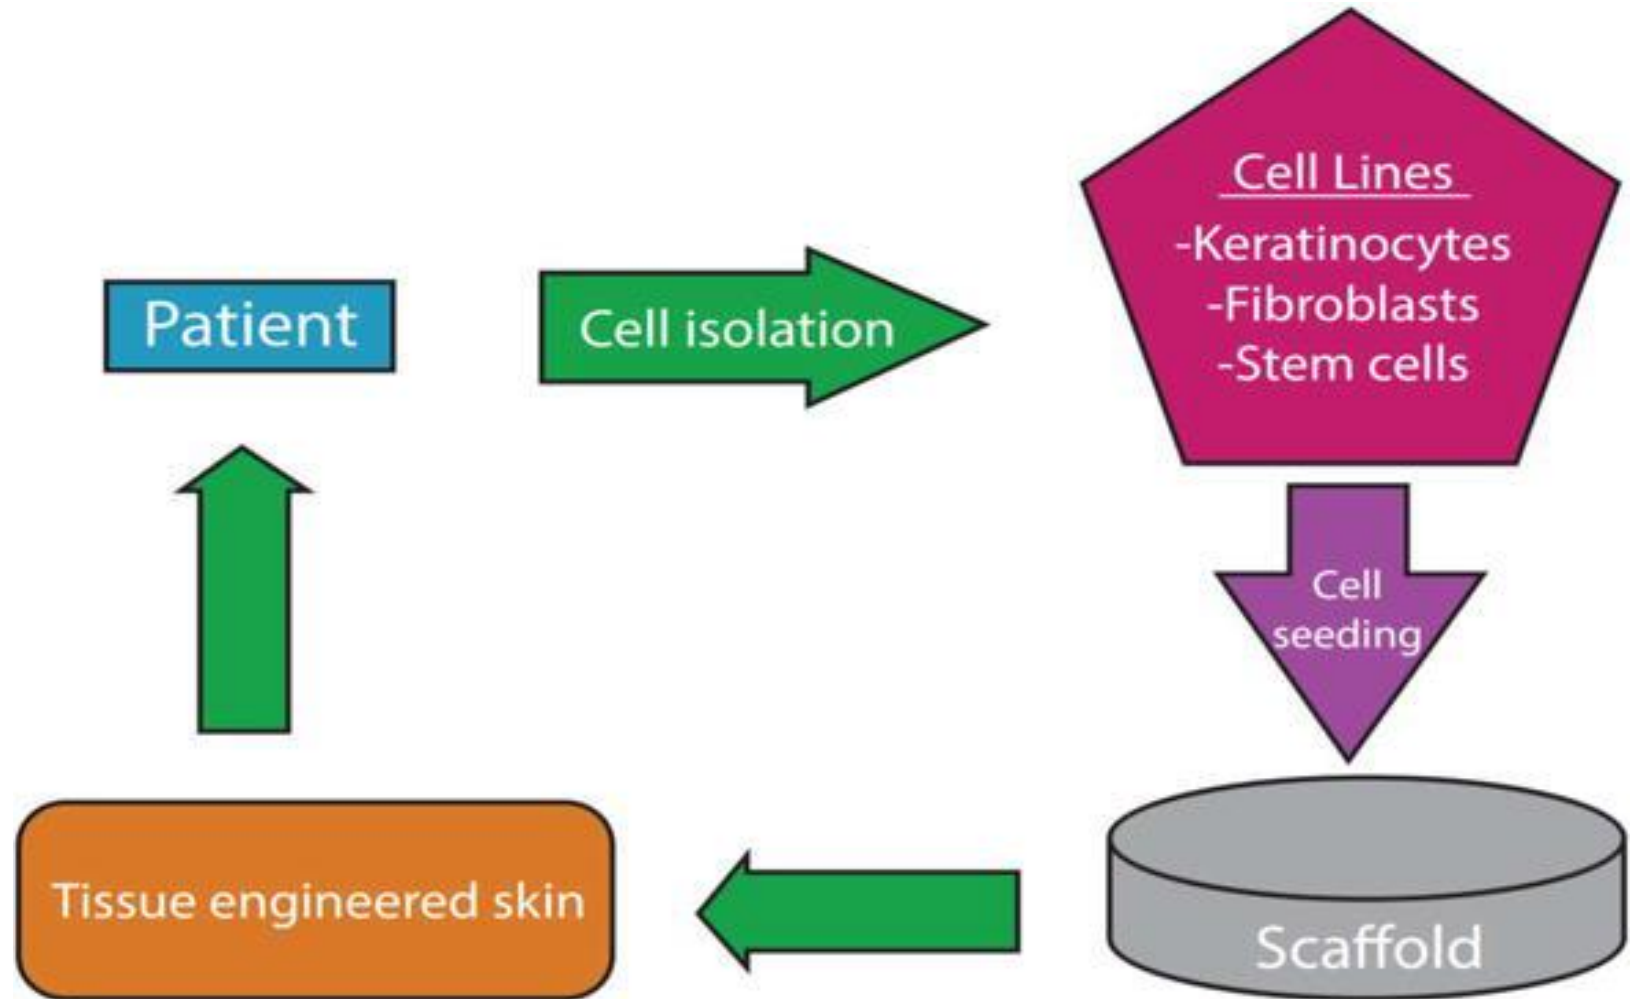 Patient
Cell isolation
Cell Lines
-Keratinocytes
-Fibroblasts
-Stem cells
Cell
seeding
Scaffold
Tissue engineered skin